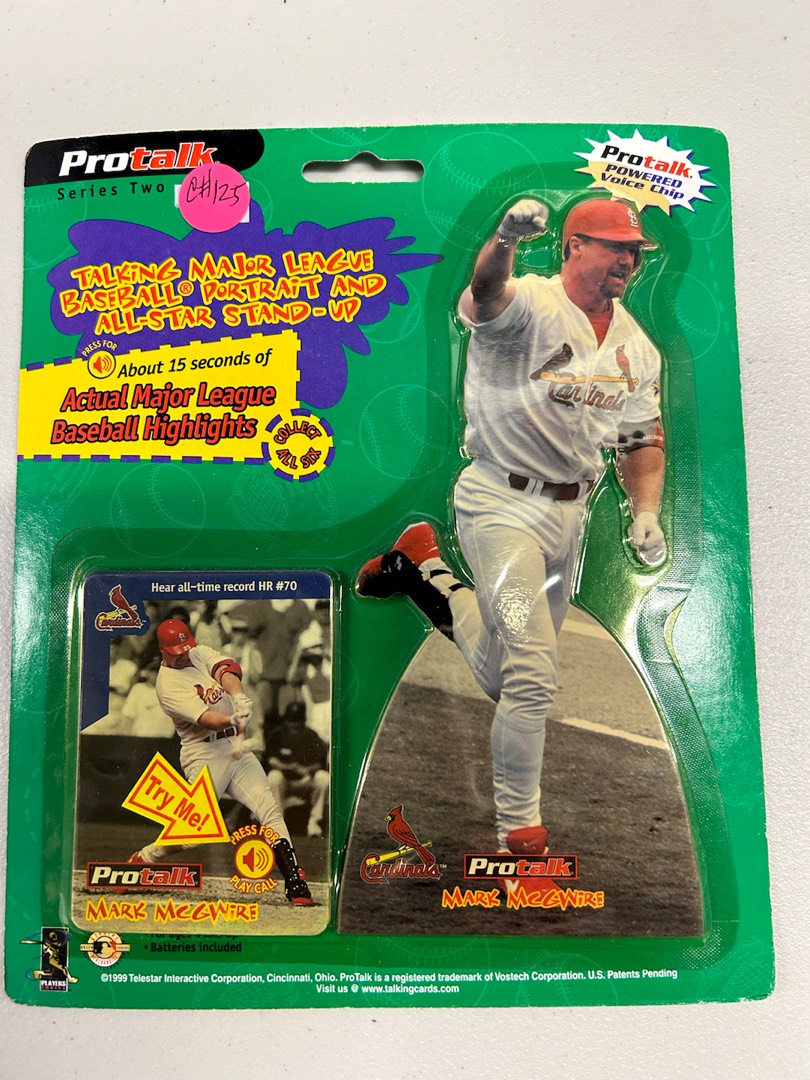 Protalk
Series Two
C#125
Protalk
POWERED
Voice Chip
TALKING MAJOR LEAGUE
BASEBALL® PORTRAIT AND
ALL-STAR STAND-UP
PRESS FOR
About 15 seconds of
Actual Major League
Baseball Highlights
COLLECT
ALL SIX
Cardinals
Hear all-time record HR #70
Cardinals
Try Me!
PRESS FOR
PLAY CALL
Protalk
MARK MCGWIRE
Cardinals™
Protalk
MARK MCGWIRE
• Batteries included
PLAYERS
CHOICE
©1999 Telestar Interactive Corporation, Cincinnati, Ohio. ProTalk is a registered trademark of Vostech Corporation. U.S. Patents Pending
Visit us @ www.talkingcards.com